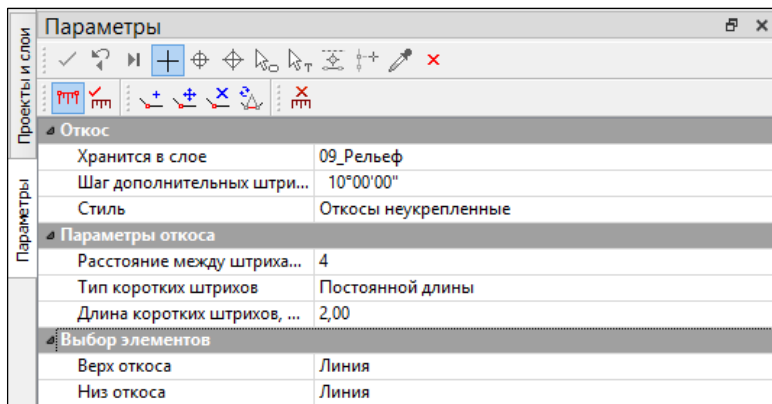 Параметры
Проекты и слои
Параметры
Откос
Хранится в слое 09_Рельеф
Шаг дополнительных штри... 10°00'00"
Стиль Откосы неукрепленные
Параметры откоса
Расстояние между штриха... 4
Тип коротких штрихов Постоянной длины
Длина коротких штрихов, ... 2,00
Выбор элементов
Верх откоса Линия
Низ откоса Линия